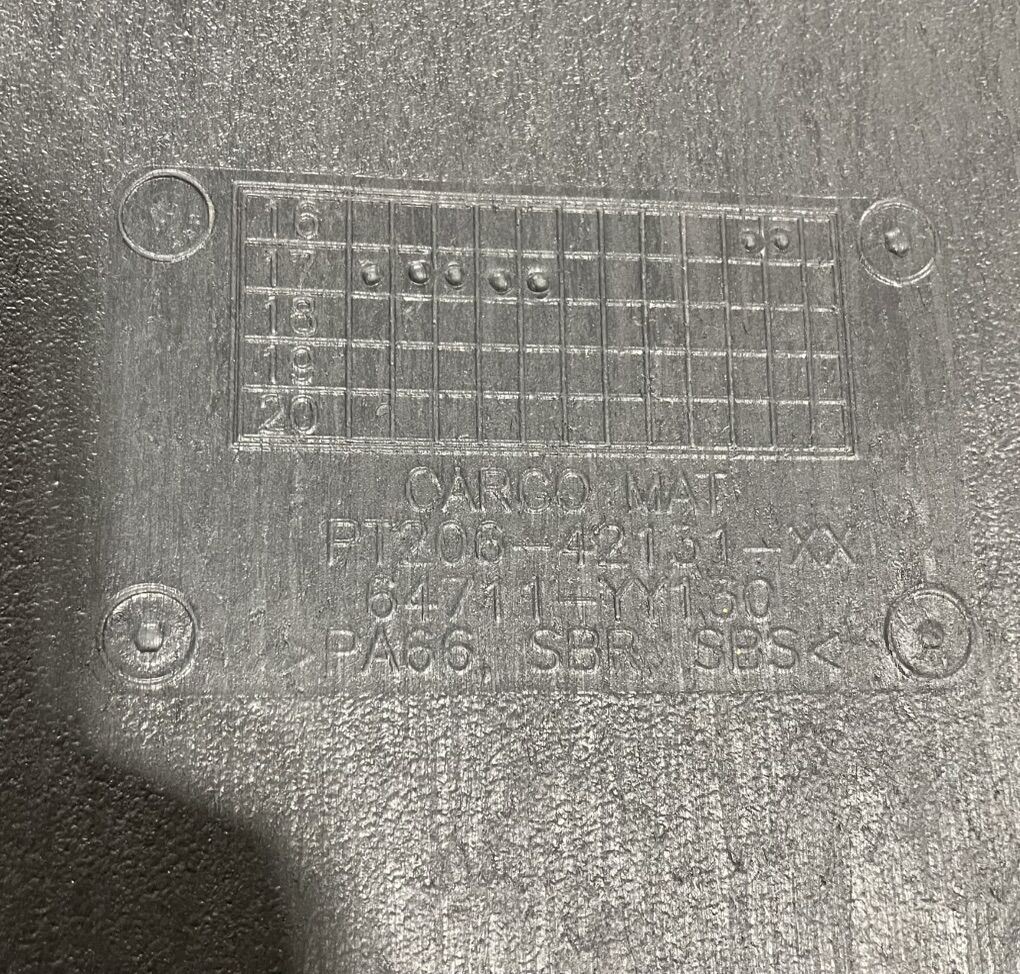 16
17
18
19
20
CARGO MAT
PT206-42131-XX
64711-YY130
>PA66, SBR, SBS<